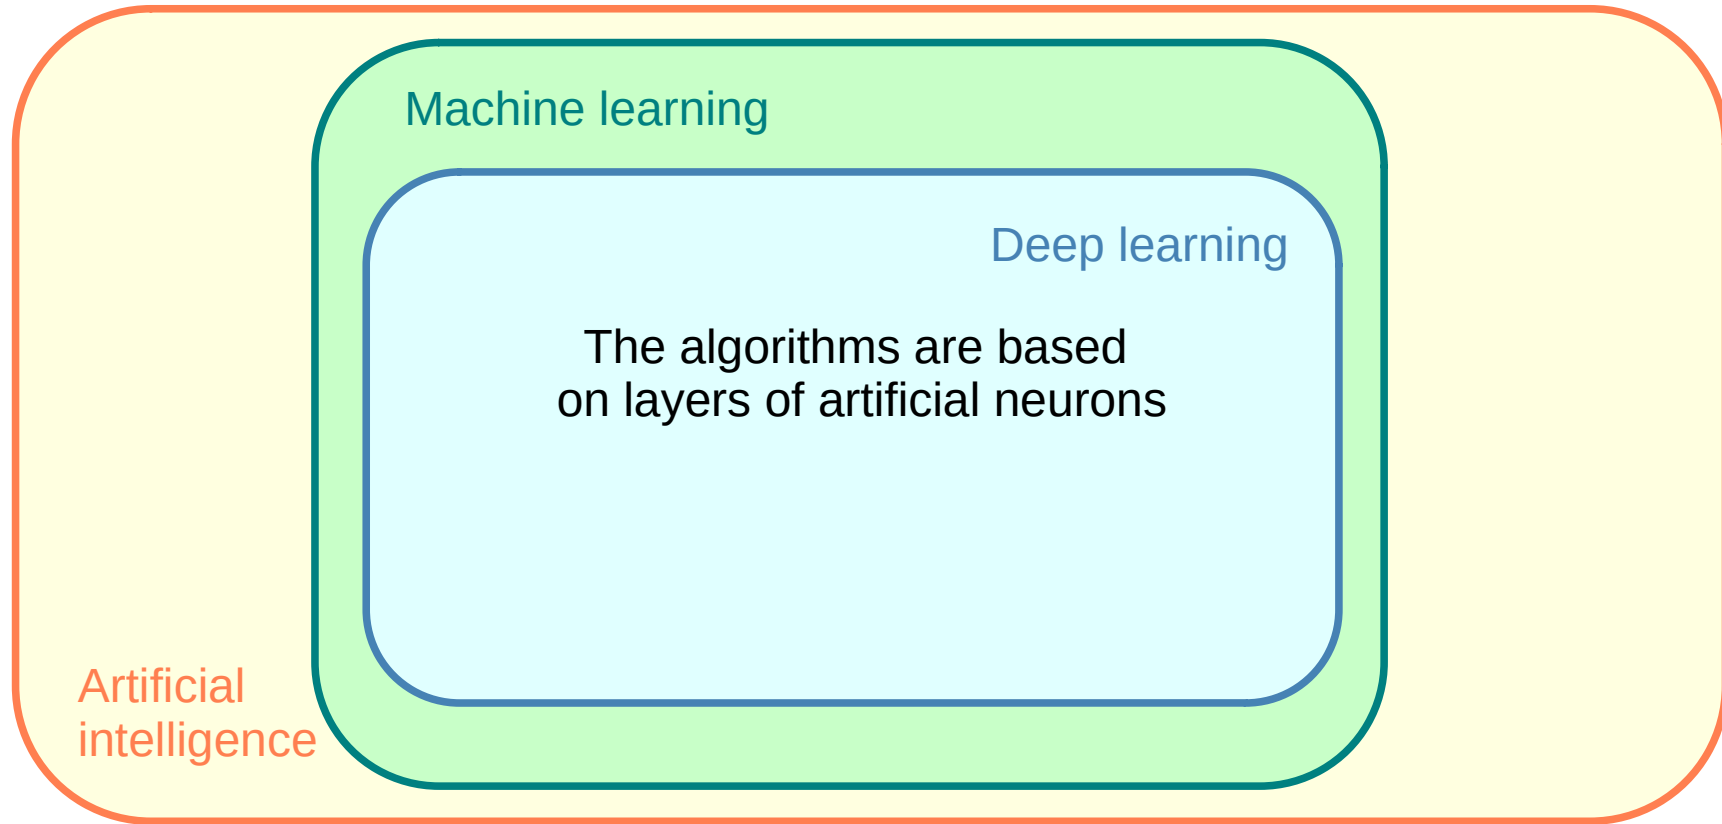 Machine learning
Deep learning
The algorithms are based
on layers of artificial neurons
Artificial
intelligence